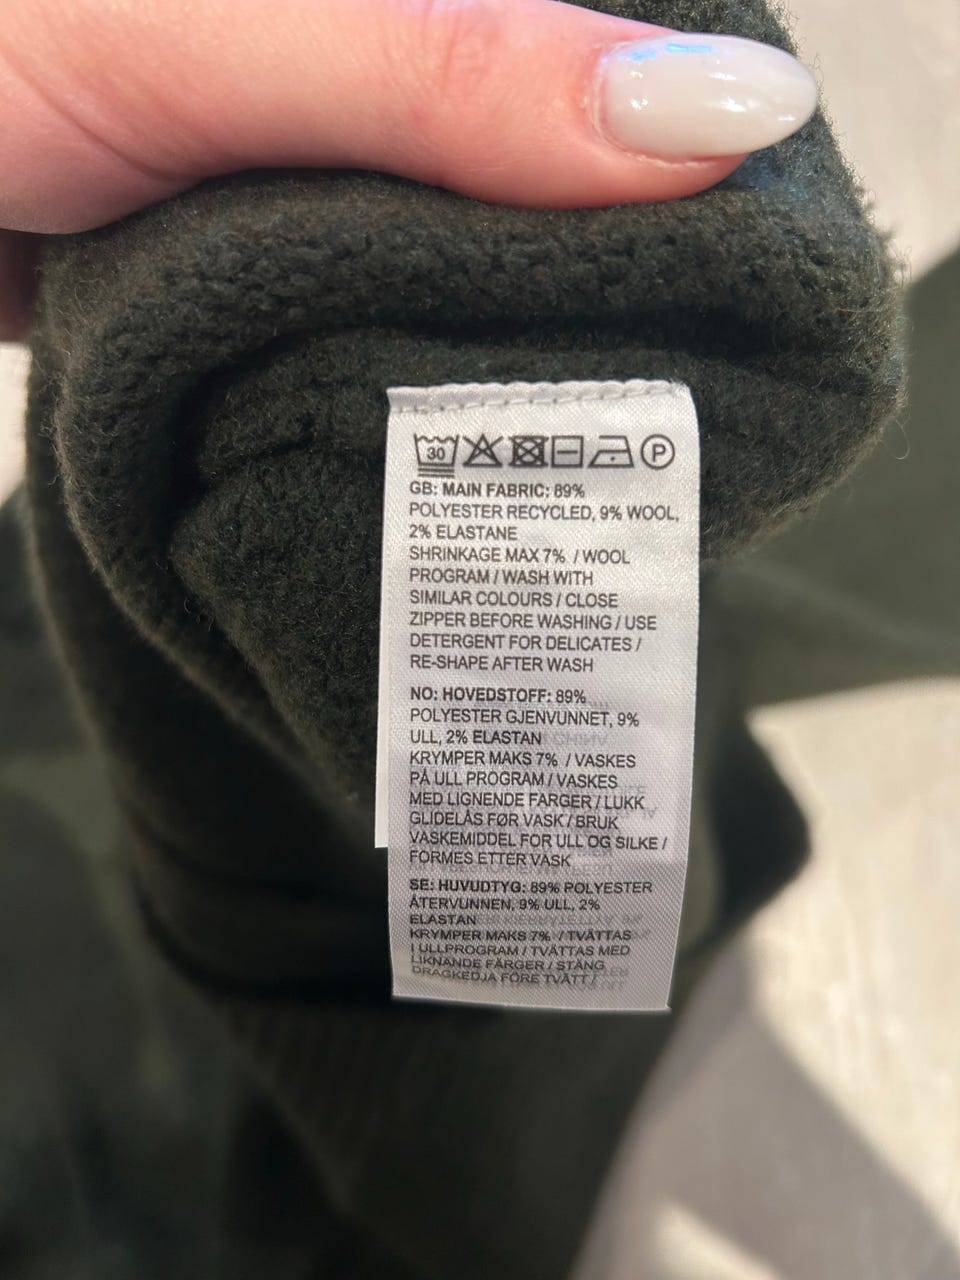 30 P
GB: MAIN FABRIC: 89%
POLYESTER RECYCLED, 9% WOOL,
2% ELASTANE
SHRINKAGE MAX 7% / WOOL
PROGRAM / WASH WITH
SIMILAR COLOURS / CLOSE
ZIPPER BEFORE WASHING / USE
DETERGENT FOR DELICATES /
RE-SHAPE AFTER WASH
NO: HOVEDSTOFF: 89%
POLYESTER GJENVUNNET, 9%
ULL, 2% ELASTAN
KRYMPER MAKS 7% / VASKES
PÅ ULL PROGRAM / VASKES
MED LIGNENDE FARGER / LUKK
GLIDELÅS FØR VASK / BRUK
VASKEMIDDEL FOR ULL OG SILKE /
FORMES ETTER VASK
SE: HUVUDTYG: 89% POLYESTER
ÅTERVUNNEN, 9% ULL, 2%
ELASTAN
KRYMPER MAKS 7% / TVÄTTAS
I ULLPROGRAM / TVÄTTAS MED
LIKNANDE FÄRGER / STÄNG
DRAGKEDJA FÖRE TVÄTT /